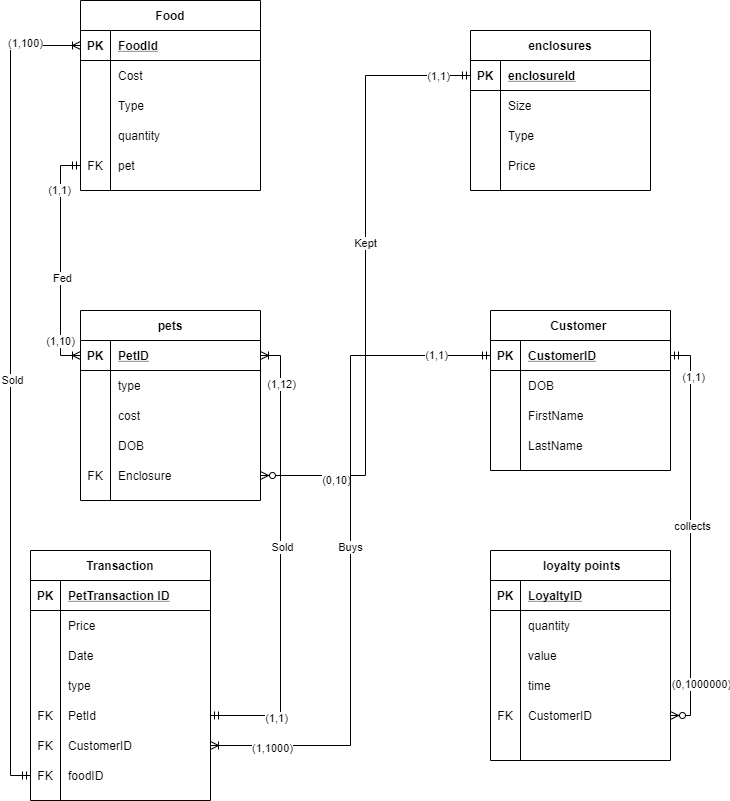 Food
PK FoodId
Cost
Type
quantity
FK pet
(1,100)
(1,1)
Fed
(1,10)
Sold
enclosures
PK enclosureId
Size
Type
Price
(1,1)
Kept
pets
PK PetID
type
cost
DOB
FK Enclosure
(1,12)
(0,10)
Customer
PK CustomerID
DOB
FirstName
LastName
(1,1)
(1,1)
collects
Sold
Buys
Transaction
PK PetTransaction ID
Price
Date
type
FK PetId
FK CustomerID
FK foodID
(1,1)
(1,1000)
loyalty points
PK LoyaltyID
quantity
value
time
FK CustomerID
(0,1000000)